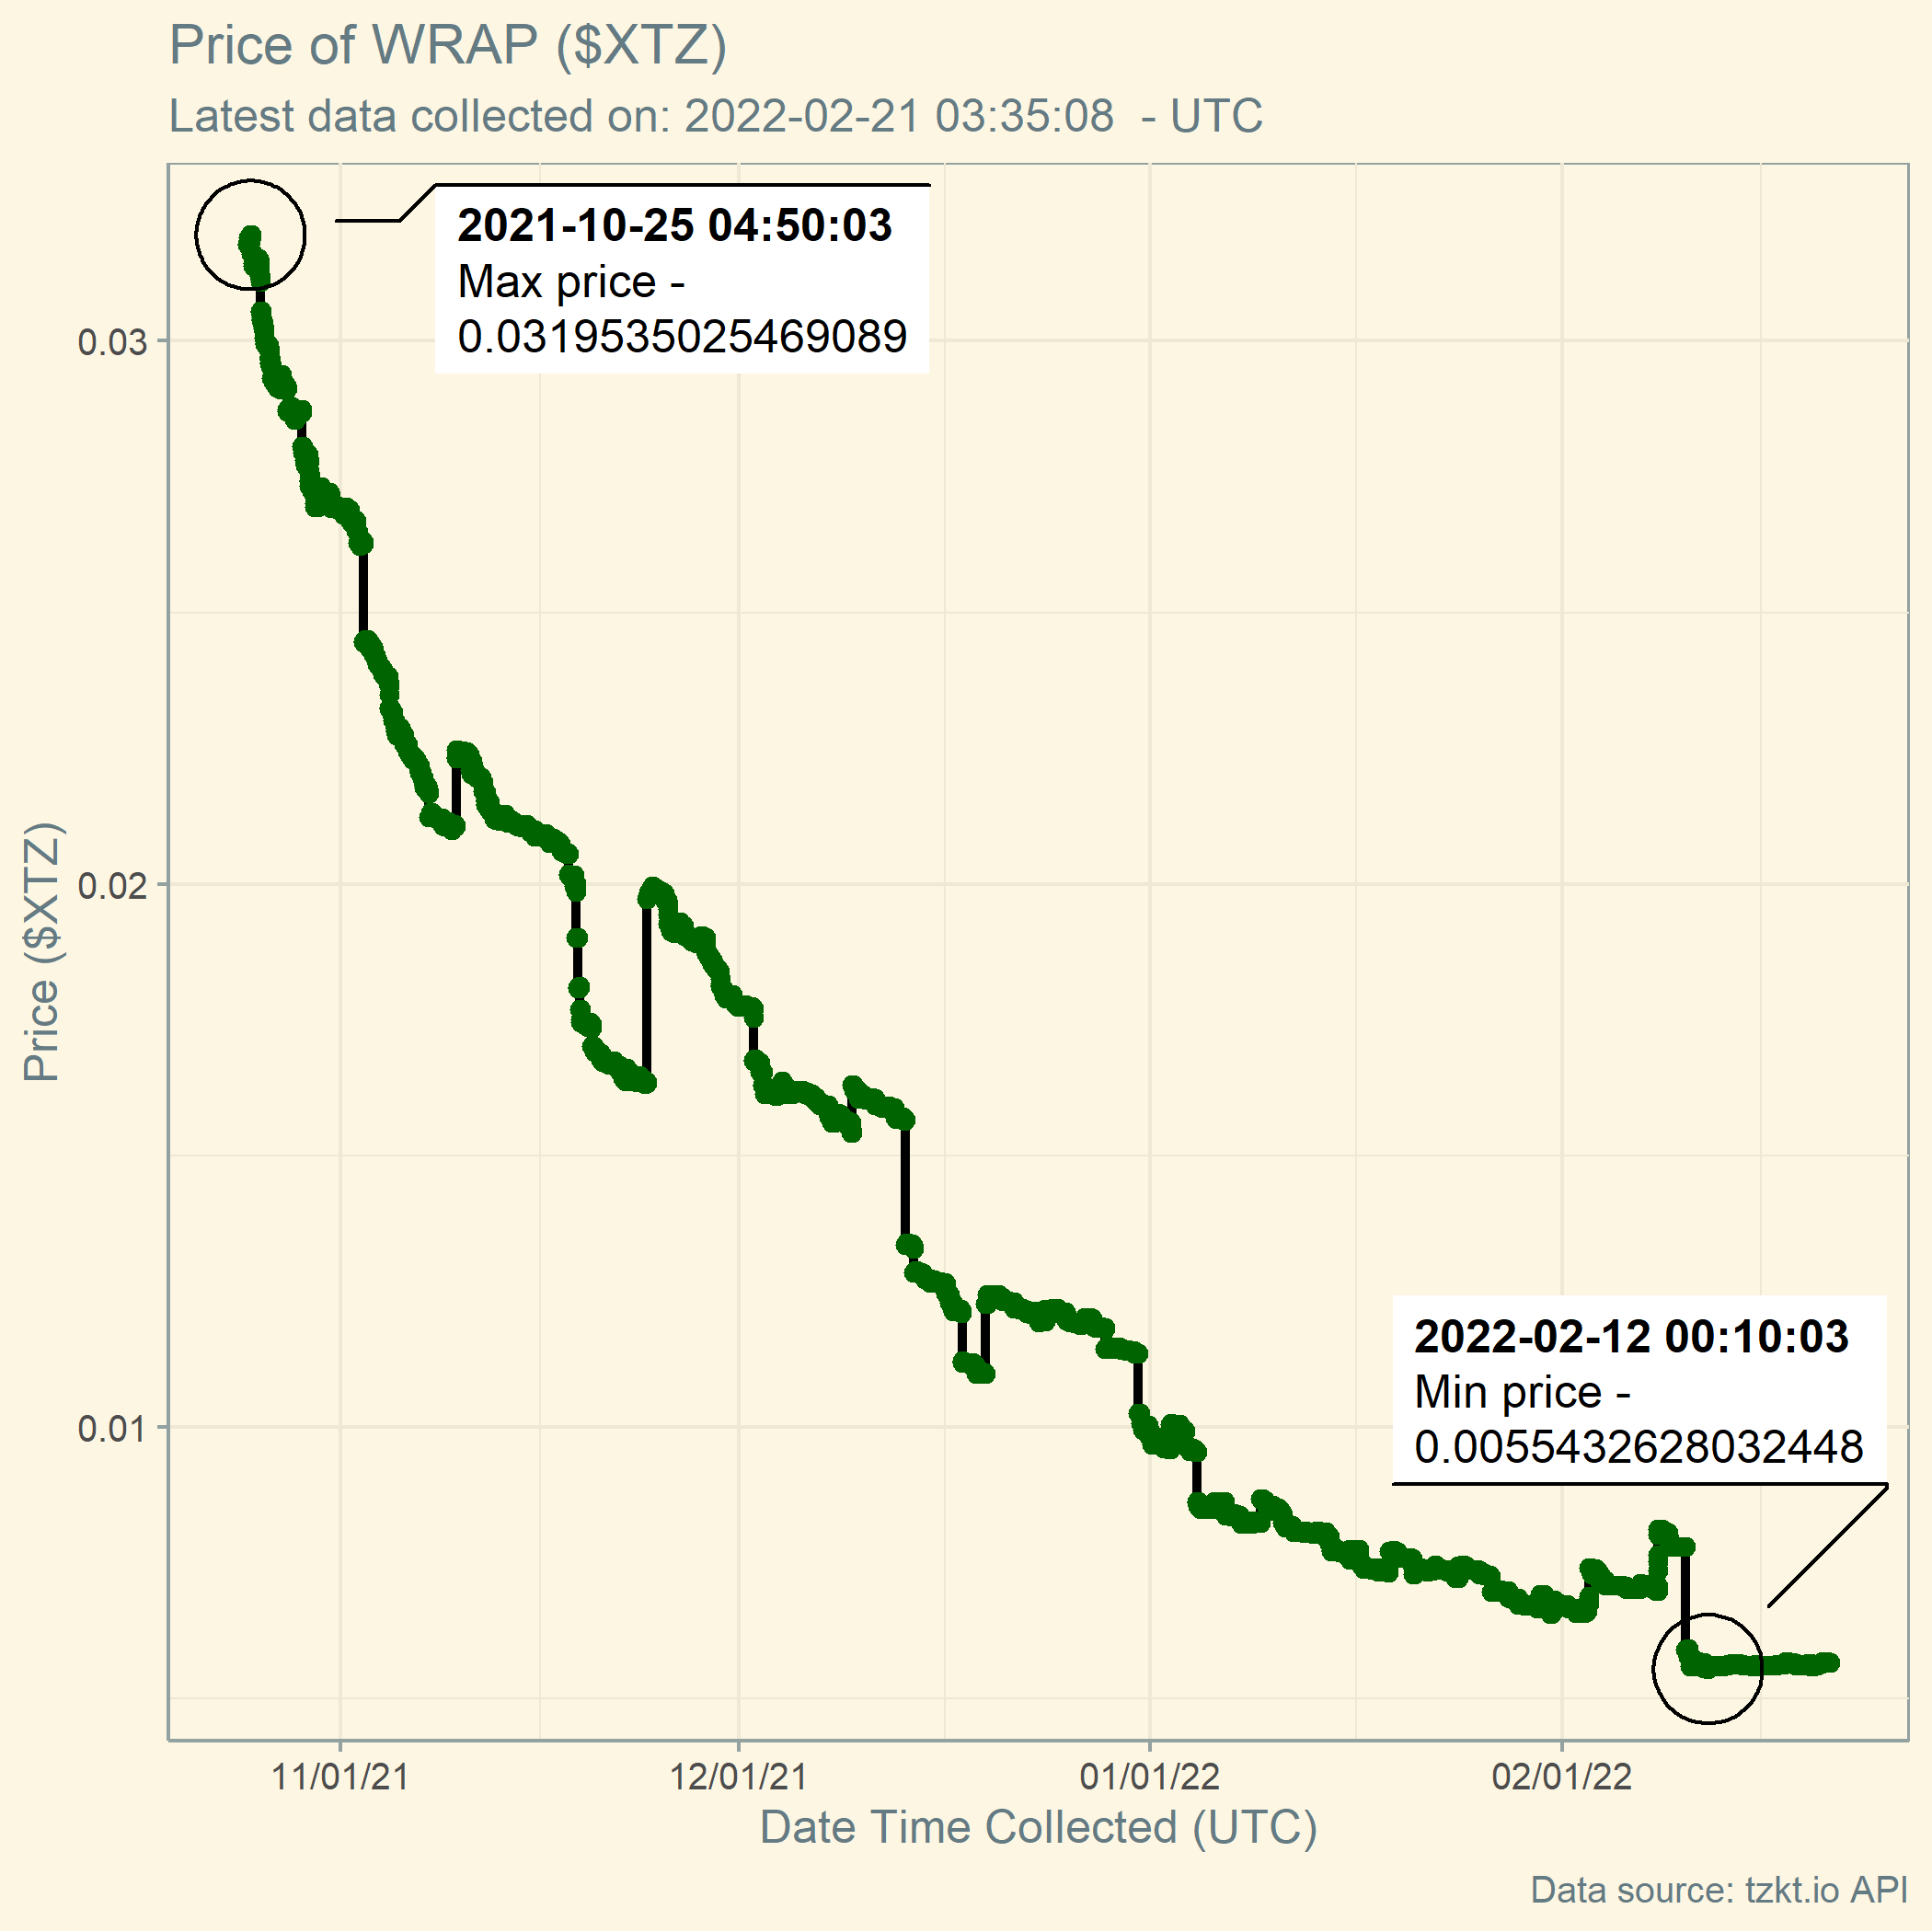 Price of WRAP ($XTZ)
Latest data collected on: 2022-02-21 03:35:08  - UTC
2021-10-25 04:50:03
Max price -
0.0319535025469089
0.03
0.02
0.01
Price ($XTZ)
2022-02-12 00:10:03
Min price -
0.0055432628032448
11/01/21
12/01/21
01/01/22
02/01/22
Date Time Collected (UTC)
Data source: tzkt.io API